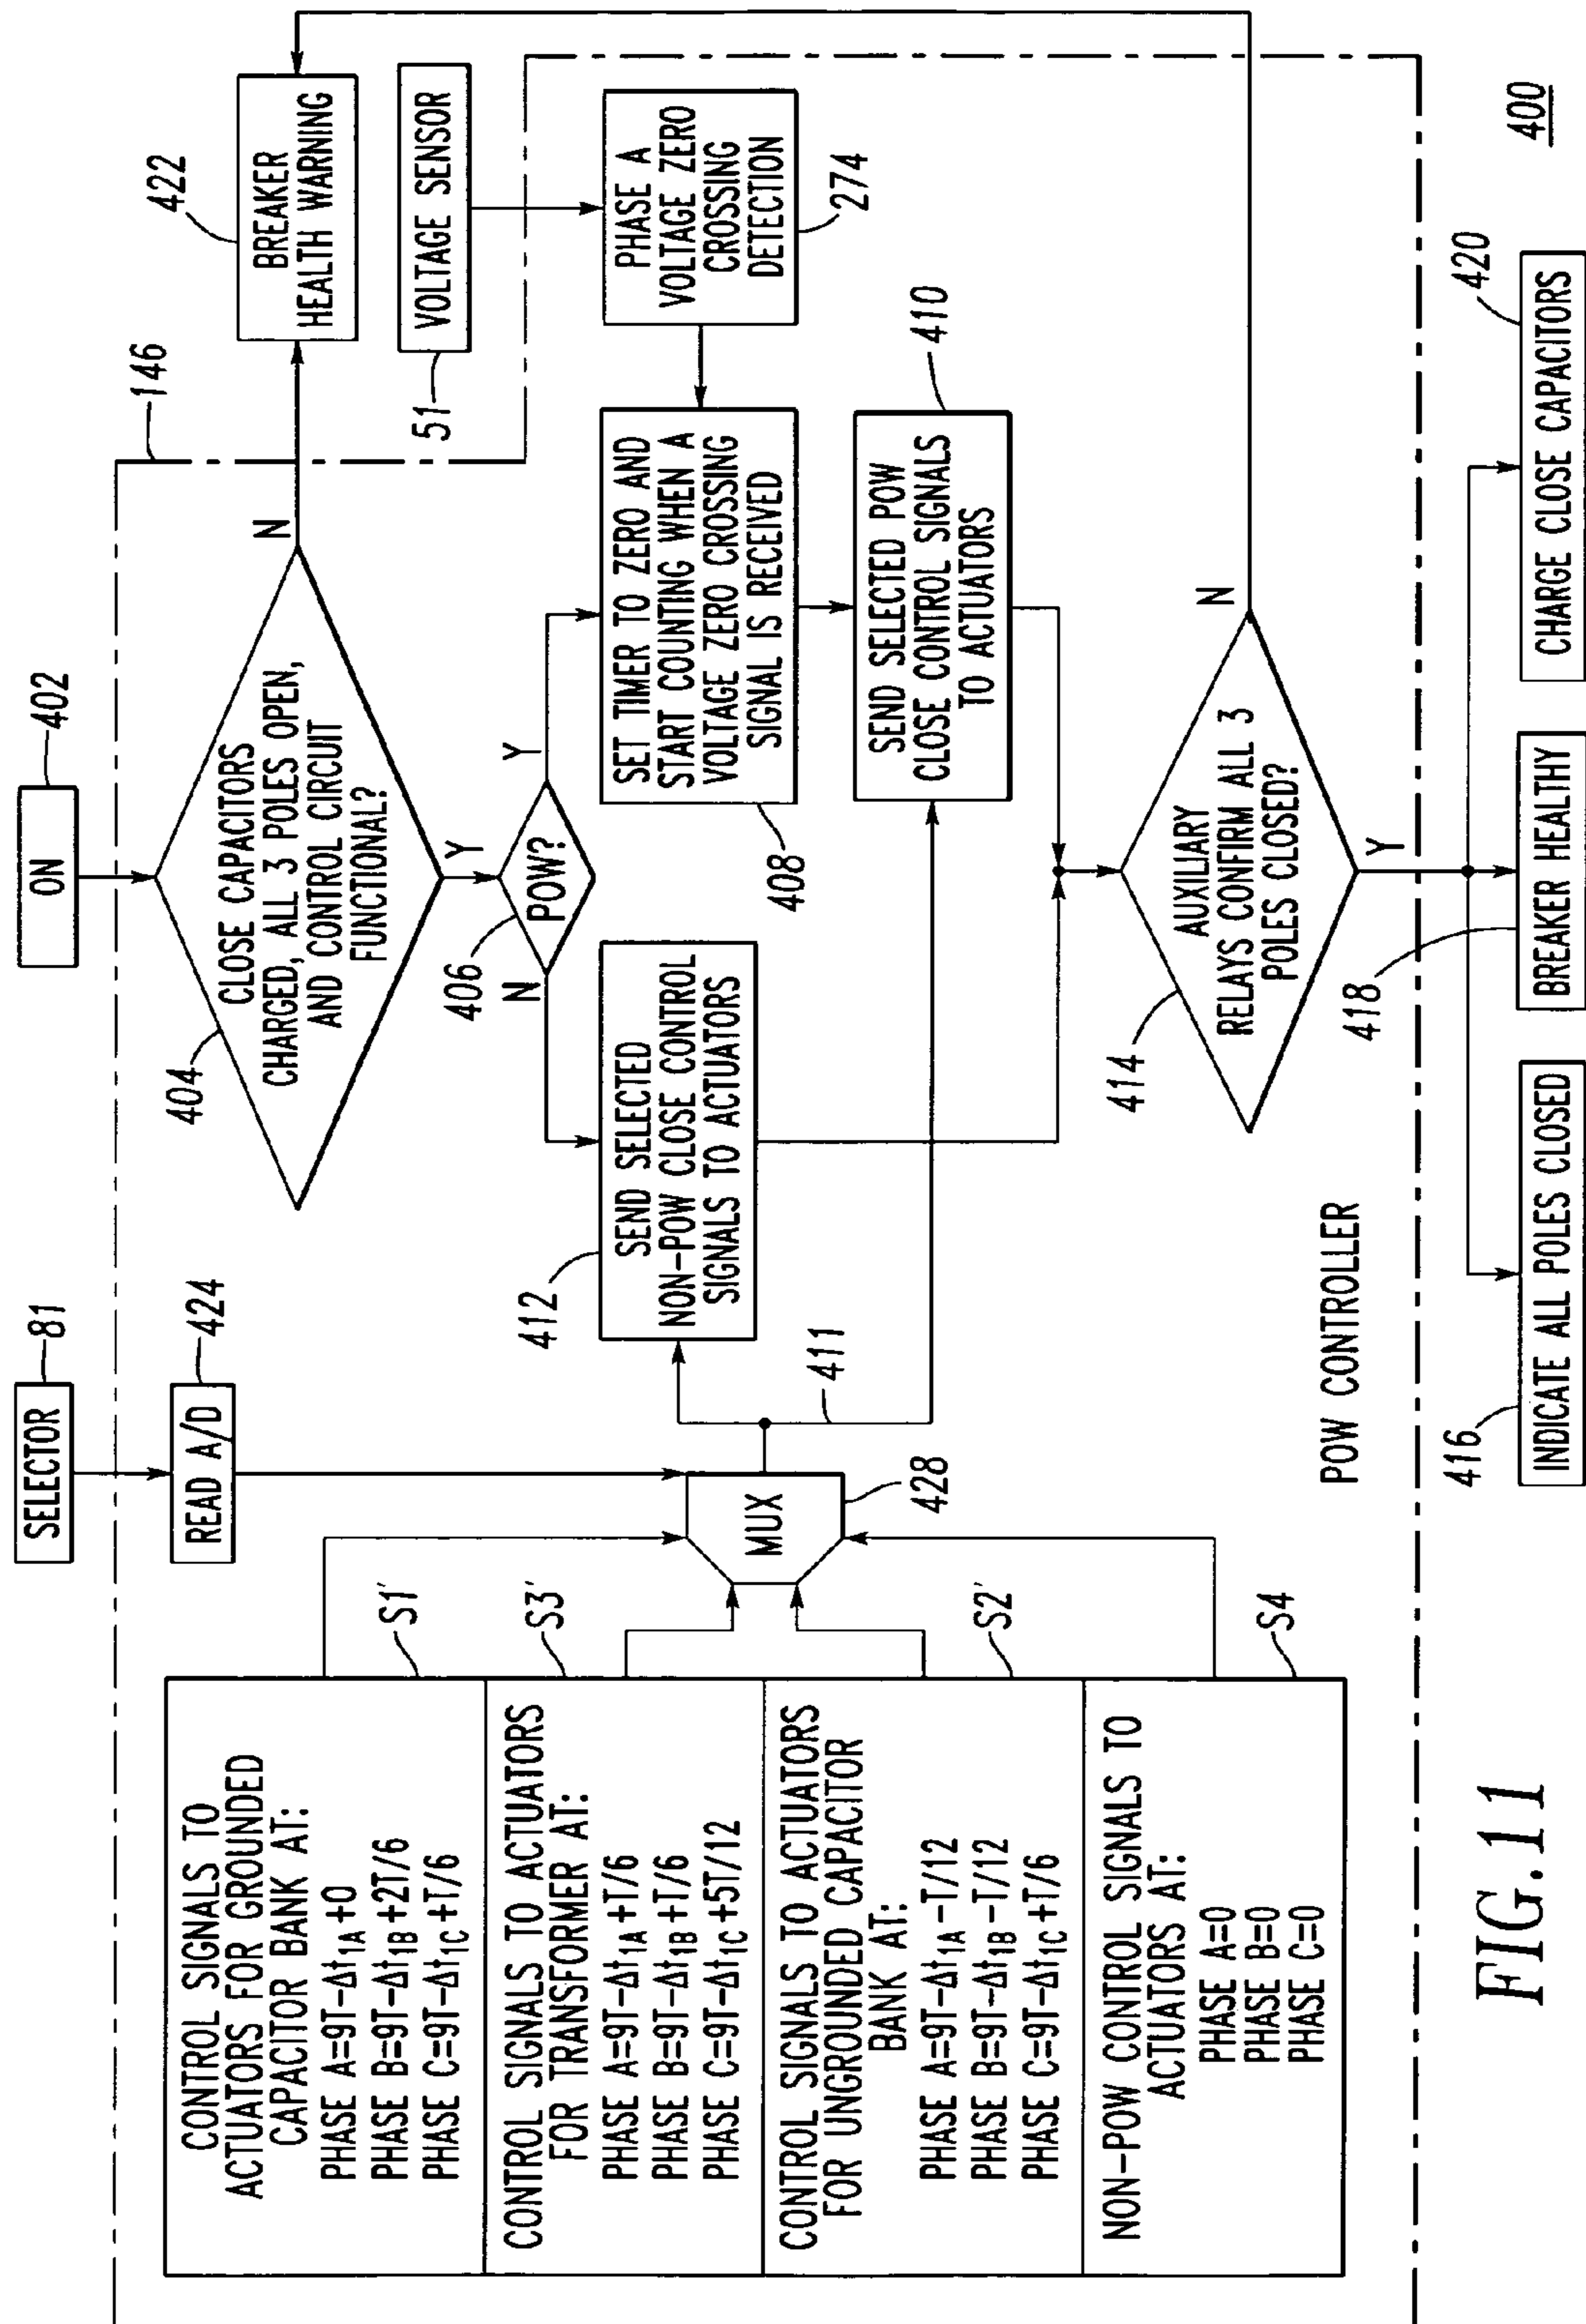 SELECTOR
81
ON
402
READ A/D
424
146
CONTROL SIGNALS TO
ACTUATORS FOR GROUNDED
CAPACITOR BANK AT:
PHASE A=9T-Δt1A +0
PHASE B=9T-Δt1B +2T/6
PHASE C=9T-Δt1C +T/6
S1'
CONTROL SIGNALS TO ACTUATORS
FOR TRANSFORMER AT:
PHASE A=9T-Δt1A +T/6
PHASE B=9T-Δt1B +T/6
PHASE C=9T-Δt1C +5T/12
S3'
CONTROL SIGNALS TO ACTUATORS
FOR UNGROUNDED CAPACITOR
BANK AT:
PHASE A=9T-Δt1A -T/12
PHASE B=9T-Δt1B -T/12
PHASE C=9T-Δt1C +T/6
S2'
NON-POW CONTROL SIGNALS TO
ACTUATORS AT:
PHASE A=0
PHASE B=0
PHASE C=0
S4
MUX
428
411
404
CLOSE CAPACITORS
CHARGED, ALL 3 POLES OPEN,
AND CONTROL CIRCUIT
FUNCTIONAL?
N
Y
BREAKER
HEALTH WARNING
422
VOLTAGE SENSOR
51
406
POW?
N
Y
412
SEND SELECTED
NON-POW CLOSE CONTROL
SIGNALS TO ACTUATORS
SET TIMER TO ZERO AND
START COUNTING WHEN A
VOLTAGE ZERO CROSSING
SIGNAL IS RECEIVED
408
PHASE A
VOLTAGE ZERO
CROSSING
DETECTION
274
SEND SELECTED POW
CLOSE CONTROL SIGNALS
TO ACTUATORS
410
414
AUXILIARY
RELAYS CONFIRM ALL 3
POLES CLOSED?
N
Y
POW CONTROLLER
416
INDICATE ALL POLES CLOSED
418
BREAKER HEALTHY
CHARGE CLOSE CAPACITORS
420
FIG.11
400